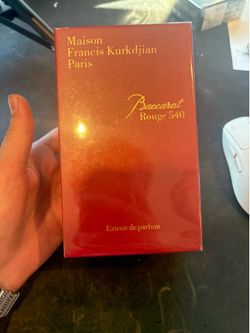 Maison
Francis Kurkdjian
Paris
Baccarat
Rouge 540
Extrait de parfum